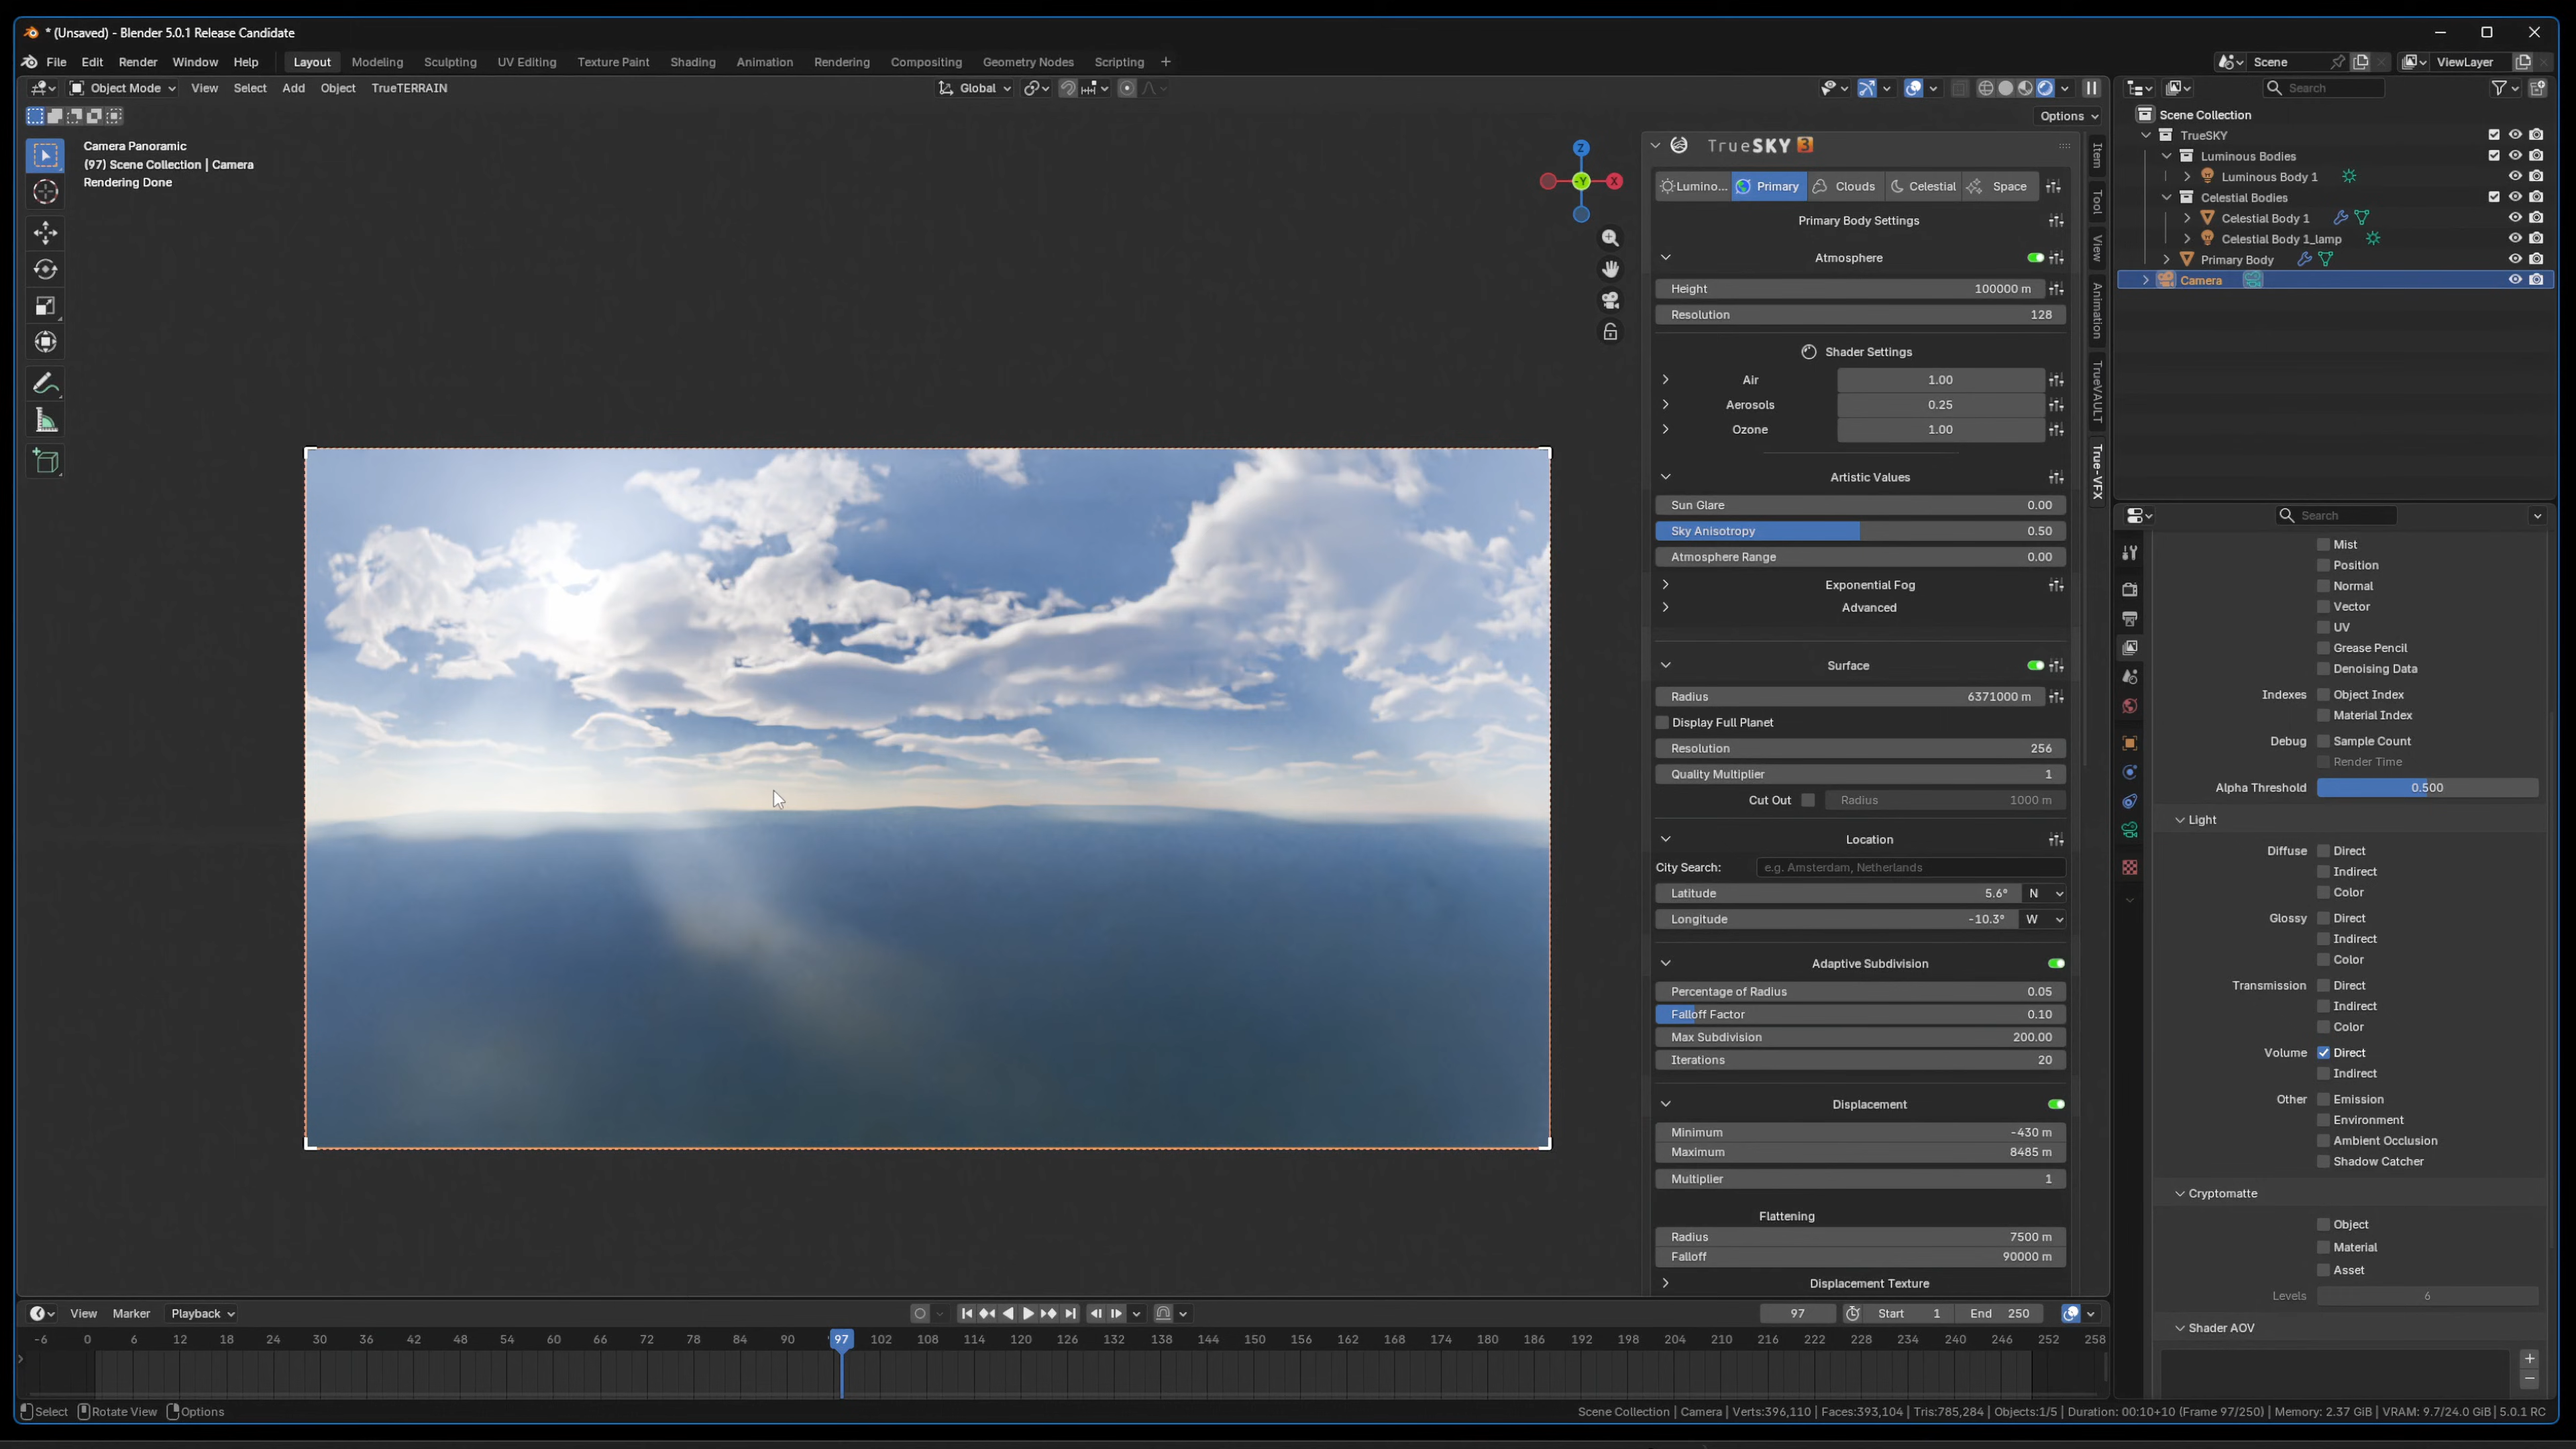 * (Unsaved) - Blender 5.0.1 Release Candidate
File Edit Render Window Help Layout Modeling Sculpting UV Editing Texture Paint Shading Animation Rendering Compositing Geometry Nodes Scripting + Scene ViewLayer
Object Mode View Select Add Object TrueTERRAIN Global Search
Options
Camera Panoramic
(97) Scene Collection | Camera
Rendering Done
Z
-Y
X
TrueSKY 3
Lumino... Primary Clouds Celestial Space
Primary Body Settings
Atmosphere
Height 100000 m
Resolution 128
Shader Settings
Air 1.00
Aerosols 0.25
Ozone 1.00
Artistic Values
Sun Glare 0.00
Sky Anisotropy 0.50
Atmosphere Range 0.00
Exponential Fog
Advanced
Surface
Radius 6371000 m
Display Full Planet
Resolution 256
Quality Multiplier 1
Cut Out Radius 1000 m
Location
City Search: e.g. Amsterdam, Netherlands
Latitude 5.6° N
Longitude -10.3° W
Adaptive Subdivision
Percentage of Radius 0.05
Falloff Factor 0.10
Max Subdivision 200.00
Iterations 20
Displacement
Minimum -430 m
Maximum 8485 m
Multiplier 1
Flattening
Radius 7500 m
Falloff 90000 m
Displacement Texture
Item
Tool
View
Animation
TrueVAULT
True-VFX
Scene Collection
TrueSKY
Luminous Bodies
Luminous Body 1
Celestial Bodies
Celestial Body 1
Celestial Body 1_lamp
Primary Body
Camera
Search
Mist
Position
Normal
Vector
UV
Grease Pencil
Denoising Data
Indexes Object Index
Material Index
Debug Sample Count
Render Time
Alpha Threshold 0.500
Light
Diffuse Direct
Indirect
Color
Glossy Direct
Indirect
Color
Transmission Direct
Indirect
Color
Volume Direct
Indirect
Other Emission
Environment
Ambient Occlusion
Shadow Catcher
Cryptomatte
Object
Material
Asset
Levels 6
Shader AOV
View Marker Playback 97 Start 1 End 250
-6 0 6 12 18 24 30 36 42 48 54 60 66 72 78 84 90 97 102 108 114 120 126 132 138 144 150 156 162 168 174 180 186 192 198 204 210 216 222 228 234 240 246 252 258
Select Rotate View Options
Scene Collection | Camera | Verts:396,110 | Faces:393,104 | Tris:785,284 | Objects:1/5 | Duration: 00:10+10 (Frame 97/250) | Memory: 2.37 GiB | VRAM: 9.7/24.0 GiB | 5.0.1 RC